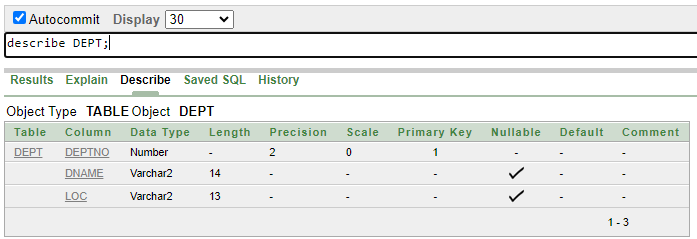 Autocommit Display 30
describe DEPT;
Results Explain Describe Saved SQL History
Object Type TABLE Object DEPT
Table Column Data Type Length Precision Scale Primary Key Nullable Default Comment
DEPT DEPTNO Number - 2 0 1 - - -
DNAME Varchar2 14 - - - ✓ - -
LOC Varchar2 13 - - - ✓ - -
1 - 3